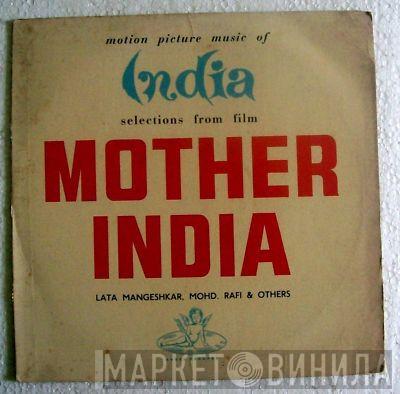 motion picture music of
India
selections from film
MOTHER
INDIA
LATA MANGESHKAR, MOHD. RAFI & OTHERS
МАРКЕТ ВИНИЛА